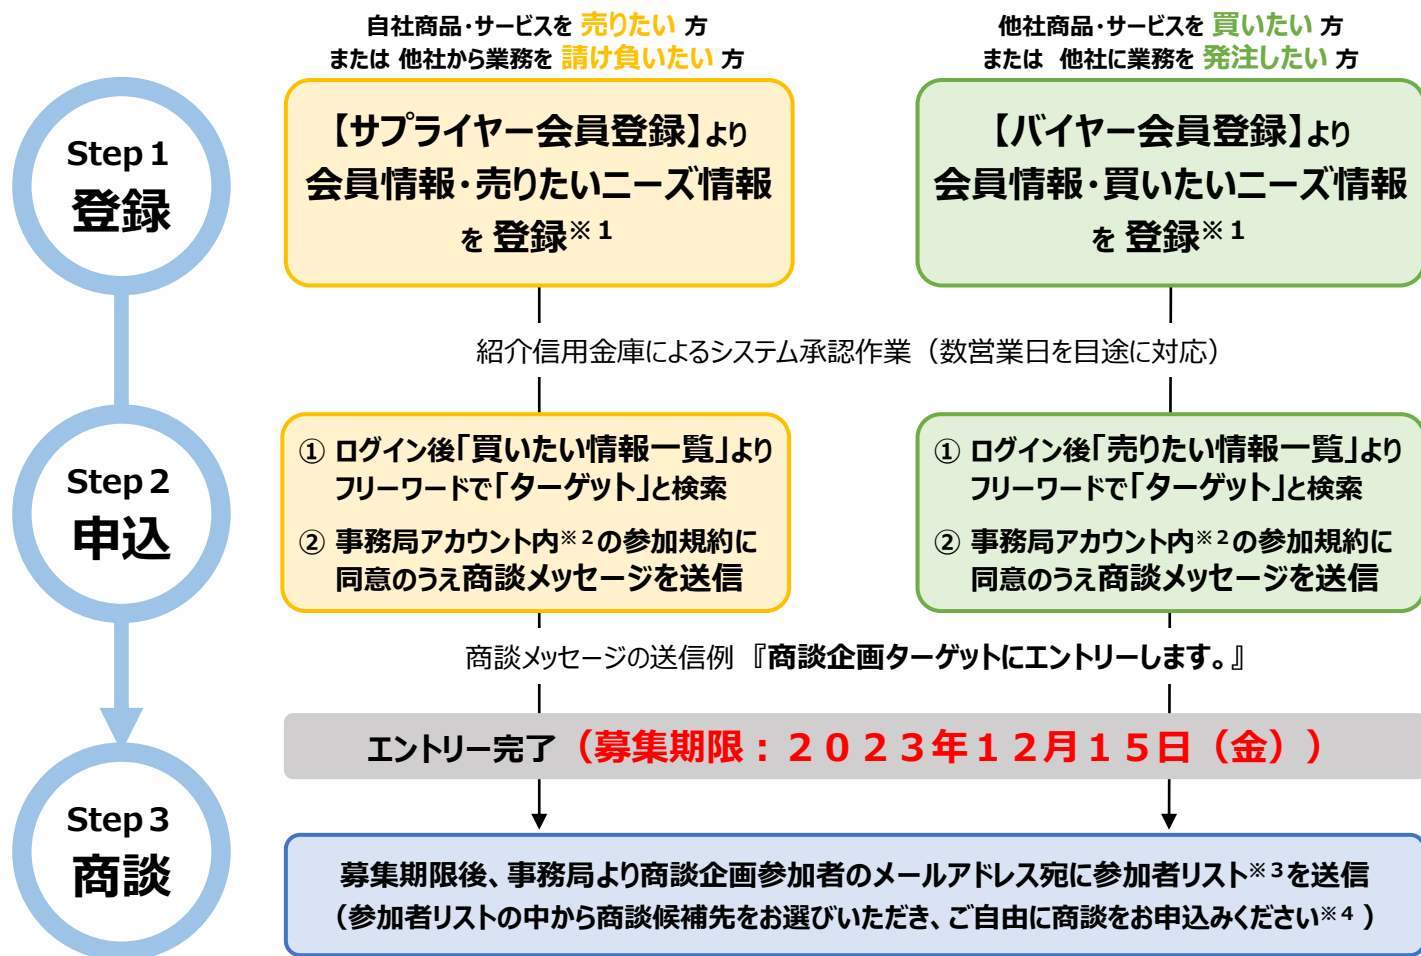 自社商品・サービスを 売りたい 方
または 他社から業務を 請け負いたい 方
他社商品・サービスを 買いたい 方
または 他社に業務を 発注したい 方
Step1
登録
【サプライヤー会員登録】より
会員情報・売りたいニーズ情報
を 登録※1
【バイヤー会員登録】より
会員情報・買いたいニーズ情報
を 登録※1
紹介信用金庫によるシステム承認作業（数営業日を目途に対応）
Step2
申込
① ログイン後「買いたい情報一覧」より
フリーワードで「ターゲット」と検索
② 事務局アカウント内※2の参加規約に
同意のうえ商談メッセージを送信
① ログイン後「売りたい情報一覧」より
フリーワードで「ターゲット」と検索
② 事務局アカウント内※2の参加規約に
同意のうえ商談メッセージを送信
商談メッセージの送信例 『商談企画ターゲットにエントリーします。』
エントリー完了（募集期限：２０２３年１２月１５日（金））
Step3
商談
募集期限後、事務局より商談企画参加者のメールアドレス宛に参加者リスト※3を送信
（参加者リストの中から商談候補先をお選びいただき、ご自由に商談をお申込みください※4）